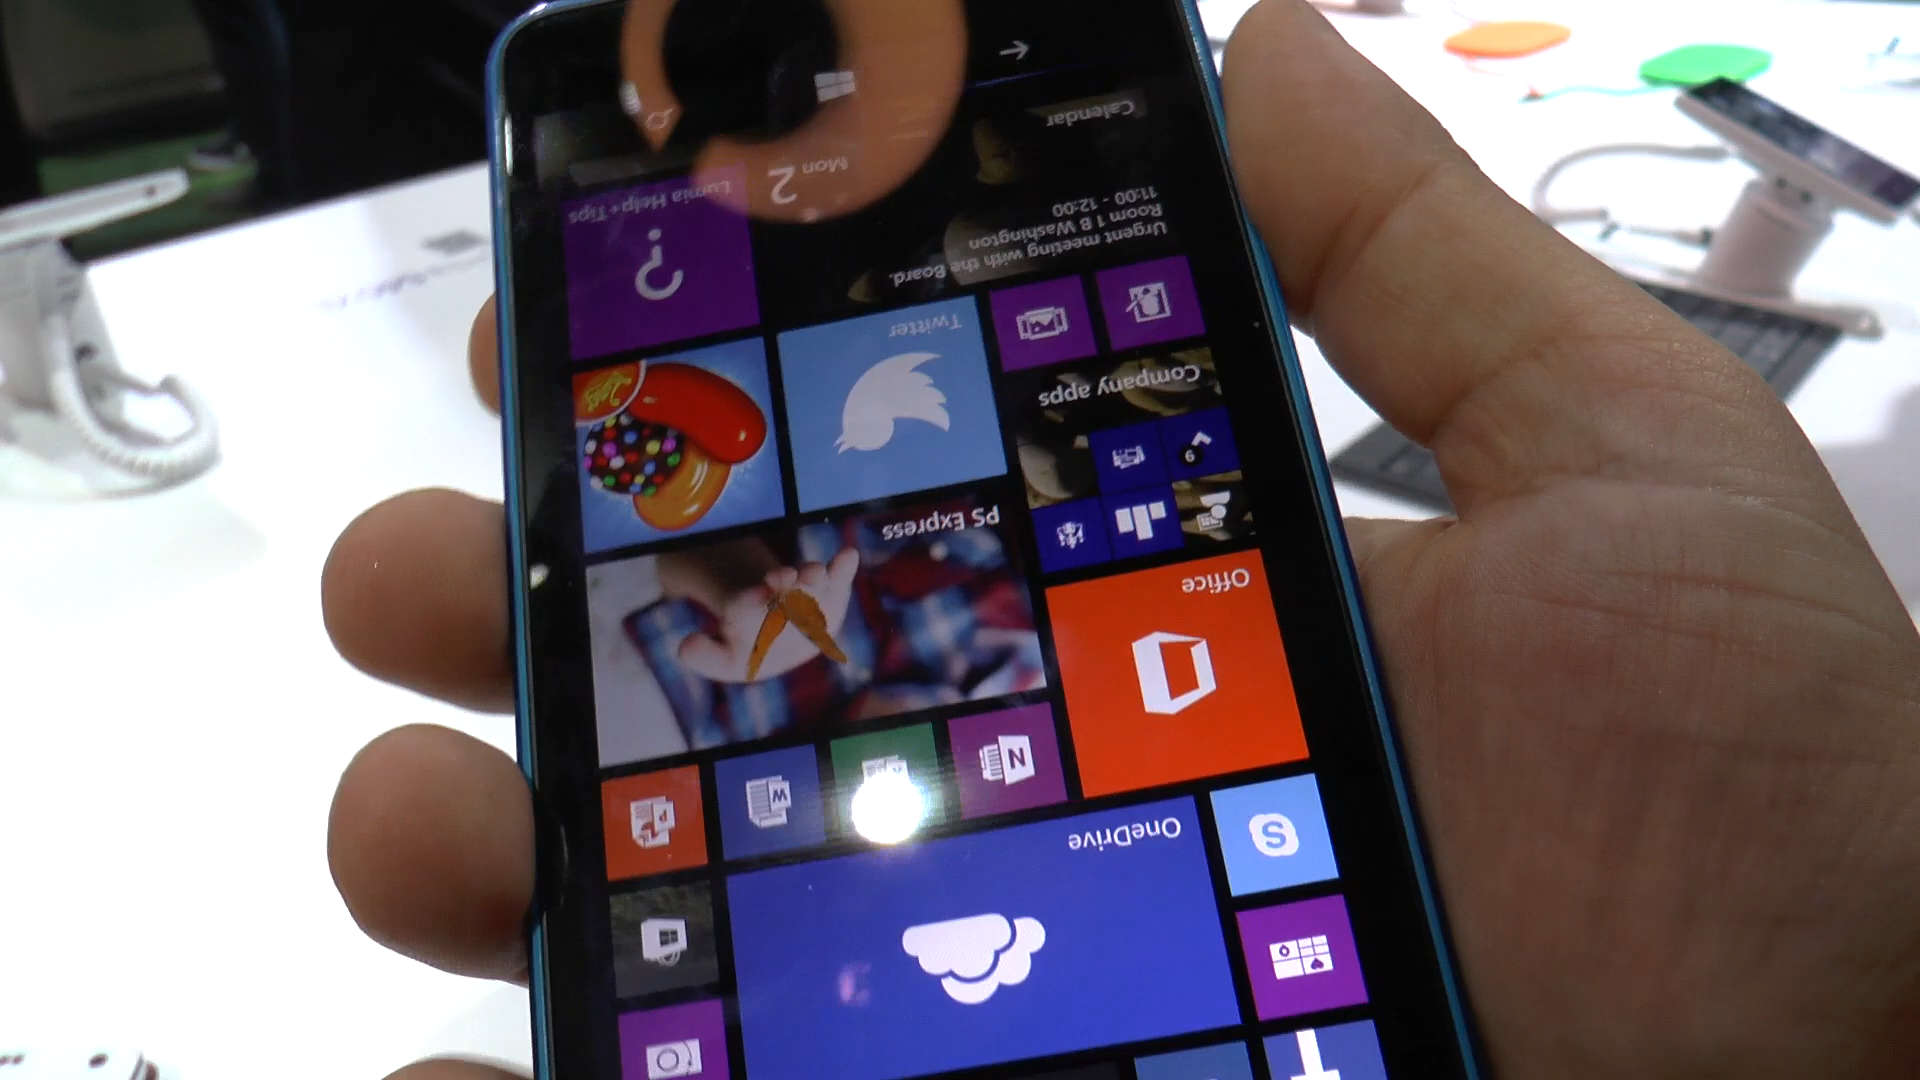 S
OneDrive
N
W
P
Office
PS Express
Company apps
Twitter
Urgent meeting with the Board.
Room 1 B Washington
11:00 - 12:00
Mon 2
Calendar
Lumia Help+Tips
?